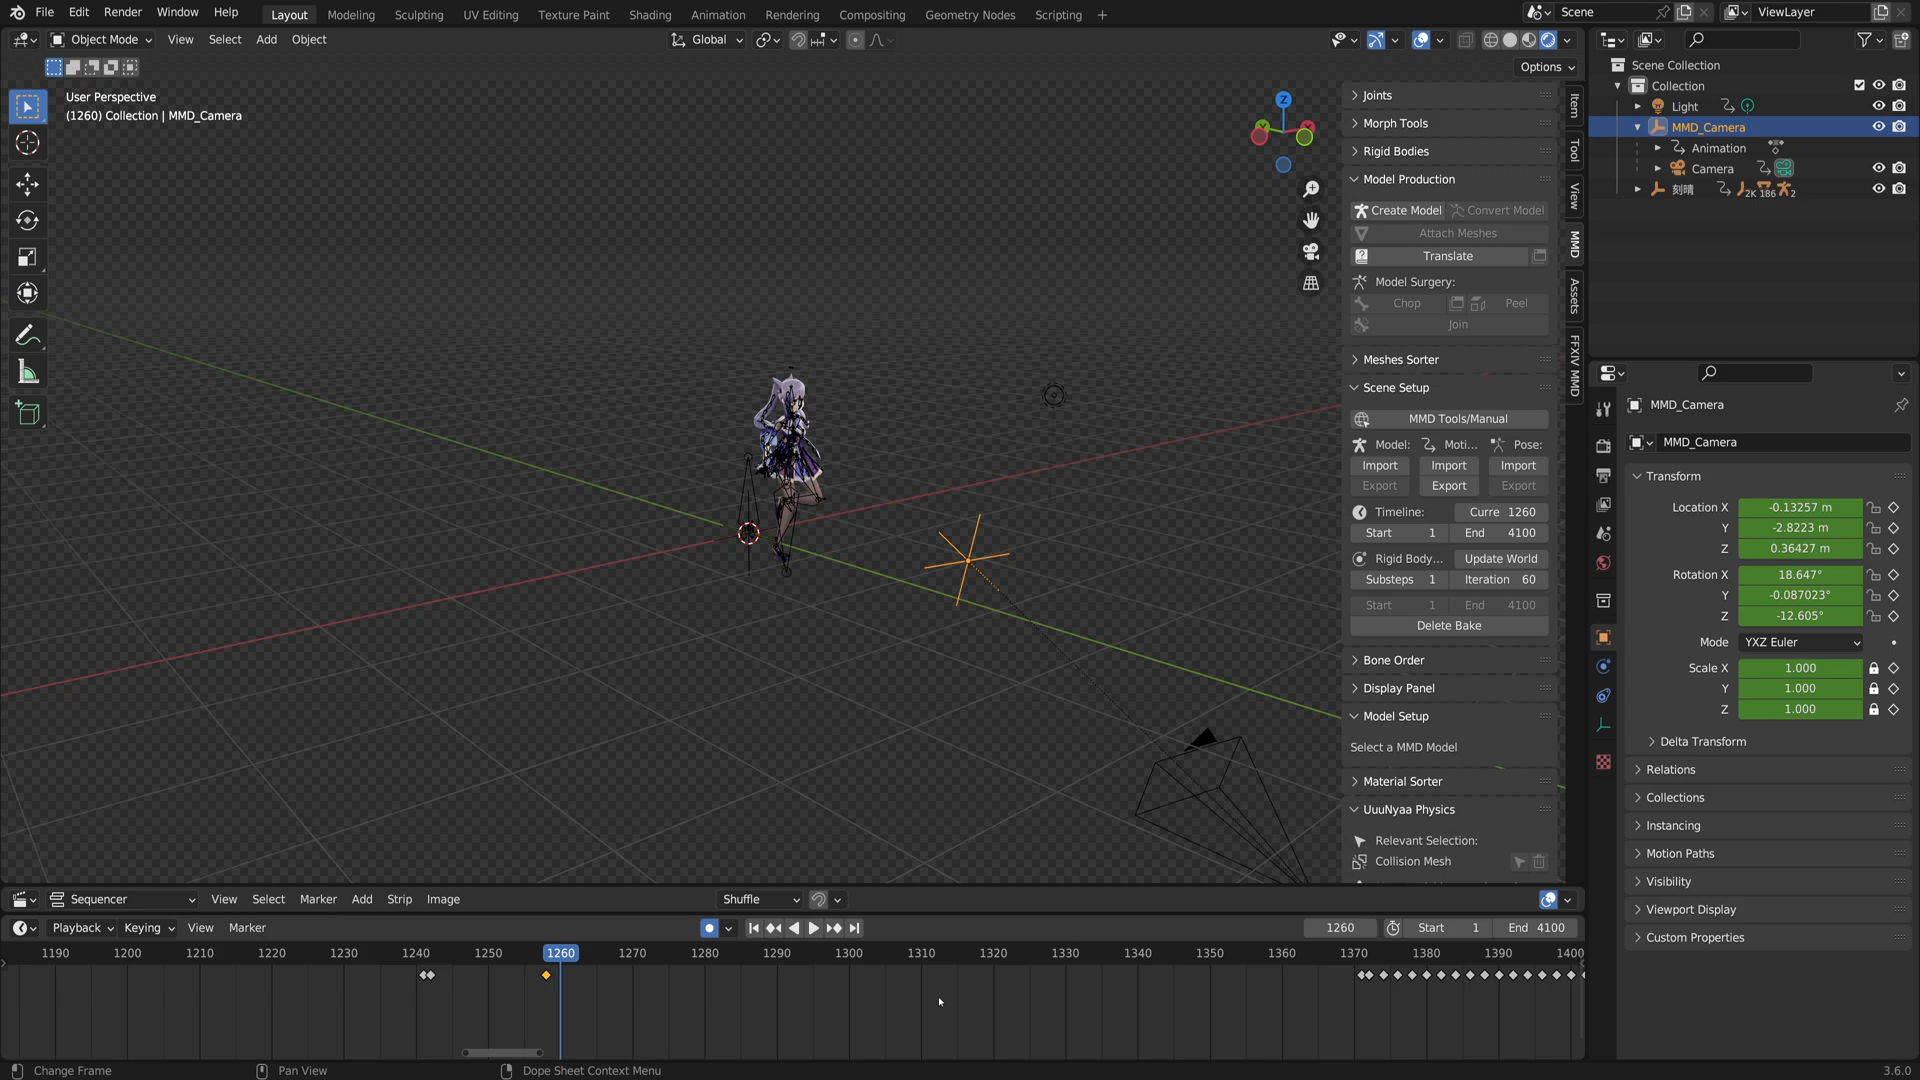 File Edit Render Window Help Layout Modeling Sculpting UV Editing Texture Paint Shading Animation Rendering Compositing Geometry Nodes Scripting + Scene ViewLayer
Object Mode View Select Add Object Global
Options
User Perspective
(1260) Collection | MMD_Camera
Z
Joints
Morph Tools
Rigid Bodies
Model Production
Create Model Convert Model
Attach Meshes
Translate
Model Surgery:
Chop Peel
Join
Meshes Sorter
Scene Setup
MMD Tools/Manual
Model: Moti... Pose:
Import Import Import
Export Export Export
Timeline: Curre 1260
Start 1 End 4100
Rigid Body... Update World
Substeps 1 Iteration 60
Start 1 End 4100
Delete Bake
Bone Order
Display Panel
Model Setup
Select a MMD Model
Material Sorter
UuuNyaa Physics
Relevant Selection:
Collision Mesh
Item
Tool
View
MMD
Assets
FFXIV MMD
Scene Collection
Collection
Light
MMD_Camera
Animation
Camera
刻晴 2K 186 2
MMD_Camera
MMD_Camera
Transform
Location X -0.13257 m
Y -2.8223 m
Z 0.36427 m
Rotation X 18.647°
Y -0.087023°
Z -12.605°
Mode YXZ Euler
Scale X 1.000
Y 1.000
Z 1.000
Delta Transform
Relations
Collections
Instancing
Motion Paths
Visibility
Viewport Display
Custom Properties
Sequencer View Select Marker Add Strip Image Shuffle
Playback Keying View Marker 1260 Start 1 End 4100
1190 1200 1210 1220 1230 1240 1250 1260 1270 1280 1290 1300 1310 1320 1330 1340 1350 1360 1370 1380 1390 1400
Change Frame Pan View Dope Sheet Context Menu 3.6.0